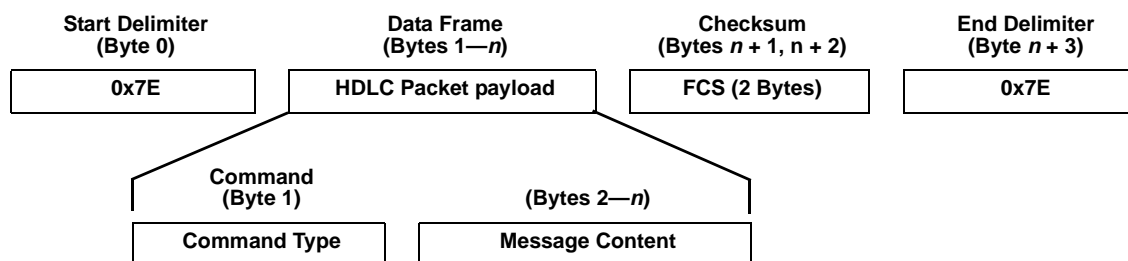 Start Delimiter
(Byte 0)
Data Frame
(Bytes 1—n)
Checksum
(Bytes n + 1, n + 2)
End Delimiter
(Byte n + 3)
0x7E
HDLC Packet payload
FCS (2 Bytes)
0x7E
Command
(Byte 1)
(Bytes 2—n)
Command Type
Message Content